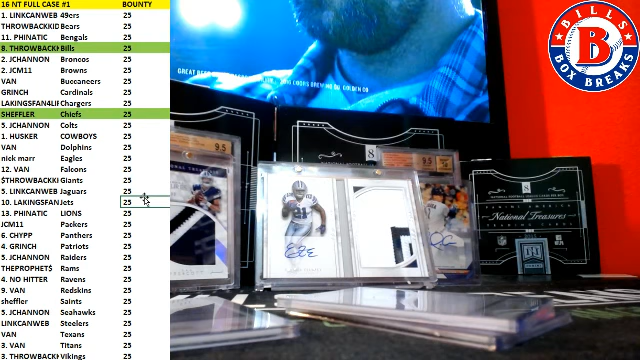 16 NT FULL CASE #1 BOUNTY
1. LINKCANWEB 49ers 25
THROWBACKKI Bears 25
11. PHINATIC Bengals 25
8. THROWBACK Bills 25
2. JCHANNON Broncos 25
2. JCM11 Browns 25
VAN Buccaneers 25
GRINCH Cardinals 25
LAKINGSFAN4LIF Chargers 25
SHEFFLER Chiefs 25
5. JCHANNON Colts 25
1. HUSKER COWBOYS 25
VAN Dolphins 25
nick marr Eagles 25
12. VAN Falcons 25
$THROWBACKKI Giants 25
5. LINKCANWEB Jaguars 25
10. LAKINGSFAN Jets 25
13. PHINATIC LIONS 25
JCM11 Packers 25
6. CHYPP Panthers 25
4. GRINCH Patriots 25
5. JCHANNON Raiders 25
THEPROPHET$ Rams 25
4. NO HITTER Ravens 25
9. VAN Redskins 25
sheffler Saints 25
5. JCHANNON Seahawks 25
LINKCANWEB Steelers 25
VAN Texans 25
3. VAN Titans 25
3. THROWBACK Vikings 25
BILLS
B
BOX BREAKS
9.5
8
9.5
21
8
National Treasures